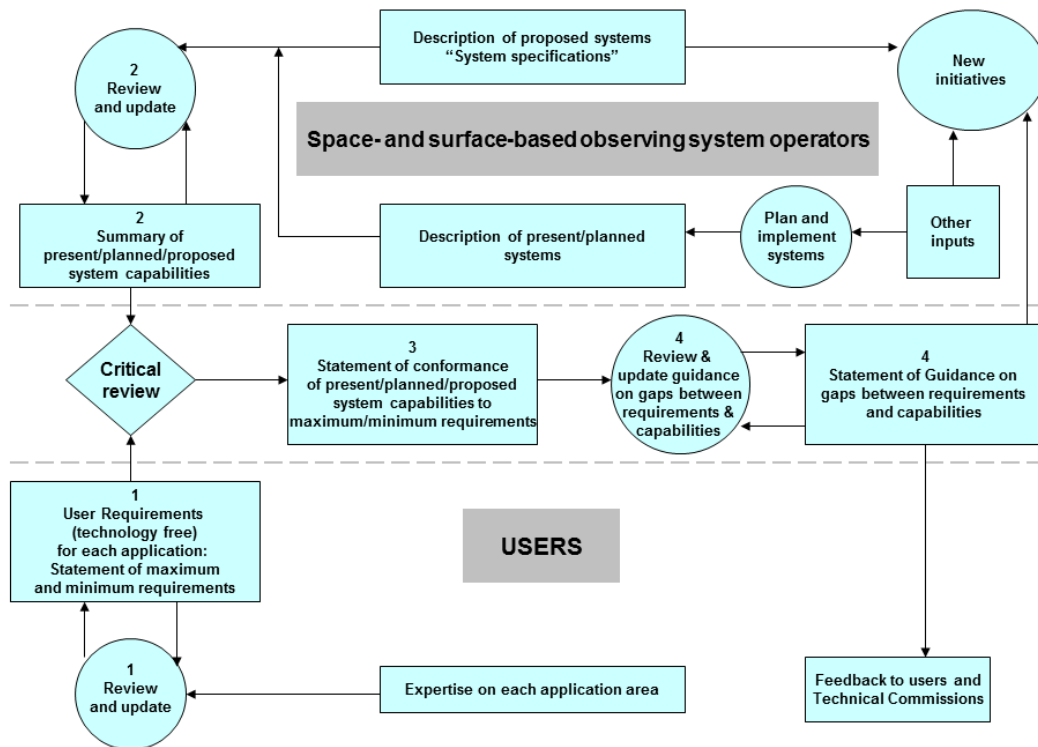 Description of proposed systems
“System specifications”
2
Review
and update
New
initiatives
Space- and surface-based observing system operators
2
Summary of
present/planned/proposed
system capabilities
Description of present/planned
systems
Plan and
implement
systems
Other
inputs
Critical
review
3
Statement of conformance
of present/planned/proposed
system capabilities to
maximum/minimum requirements
4
Review &
update guidance
on gaps between
requirements &
capabilities
4
Statement of Guidance on
gaps between requirements
and capabilities
1
User Requirements
(technology free)
for each application:
Statement of maximum
and minimum requirements
USERS
1
Review
and update
Expertise on each application area
Feedback to users and
Technical Commissions